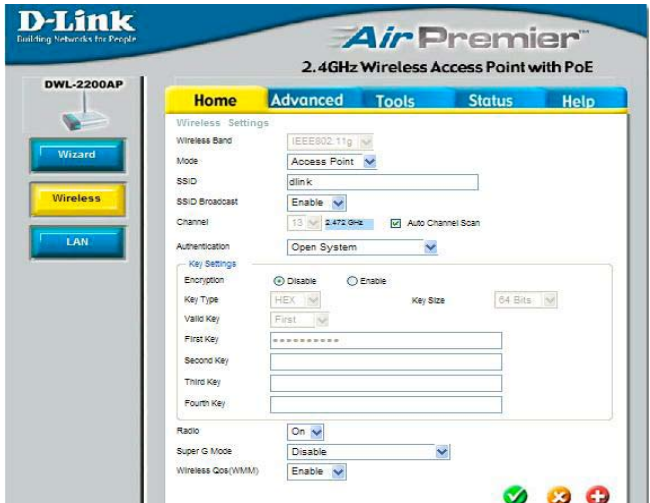 D-Link
Building Networks for People
Air Premier™
2.4GHz Wireless Access Point with PoE
DWL-2200AP
Home Advanced Tools Status Help
Wizard
Wireless
LAN
Wireless Settings
Wireless Band IEEE802.11g
Mode Access Point
SSID dlink
SSID Broadcast Enable
Channel 13 2.472 GHz Auto Channel Scan
Authentication Open System
Key Settings
Encryption Disable Enable
Key Type HEX Key Size 64 Bits
Valid Key First
First Key **********
Second Key
Third Key
Fourth Key
Radio On
Super G Mode Disable
Wireless Qos(WMM) Enable